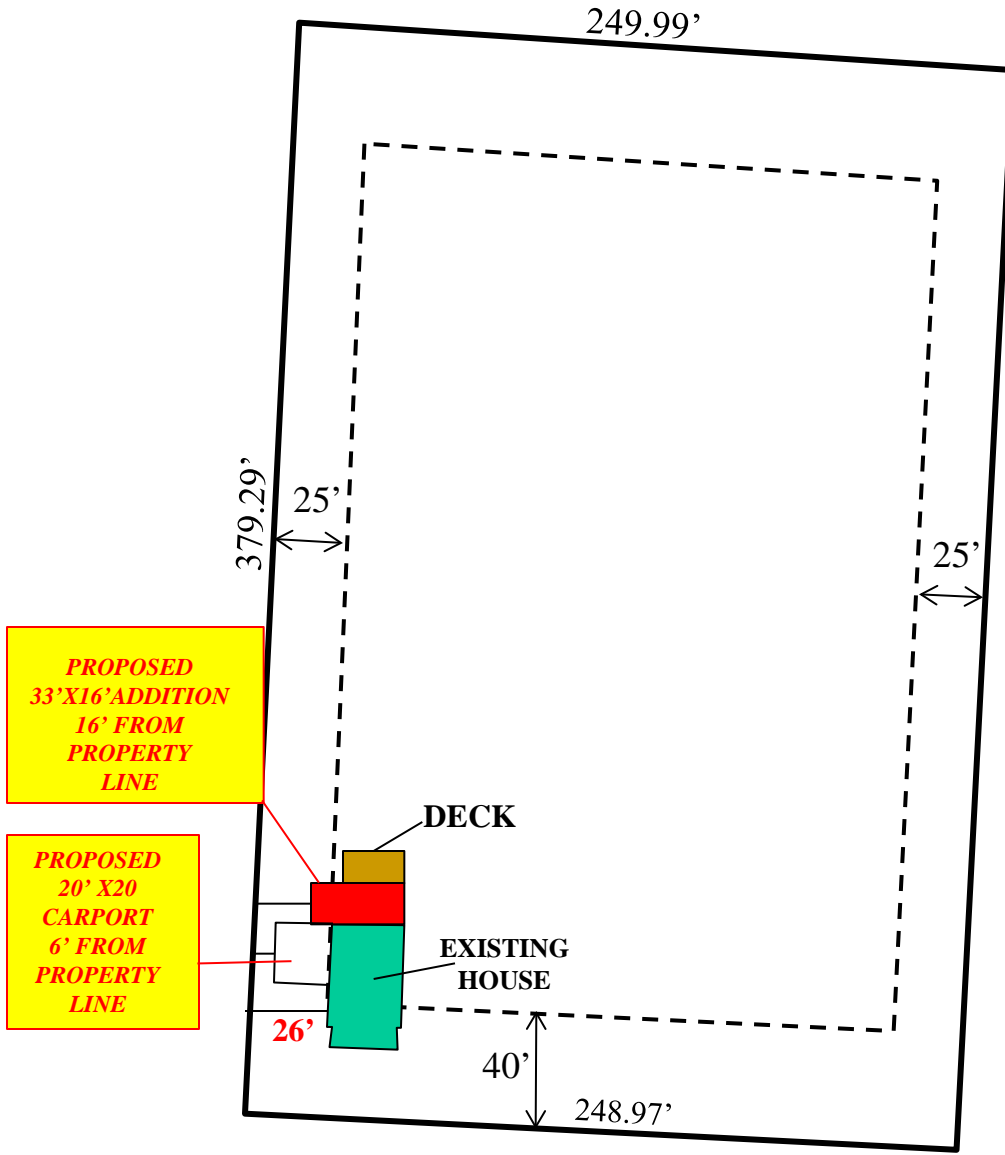 249.99’
379.29’
25’
25’
PROPOSED
33’X16’ADDITION
16’ FROM
PROPERTY
LINE
DECK
PROPOSED
20’ X20
CARPORT
6’ FROM
PROPERTY
LINE
EXISTING
HOUSE
26’
40’
248.97’